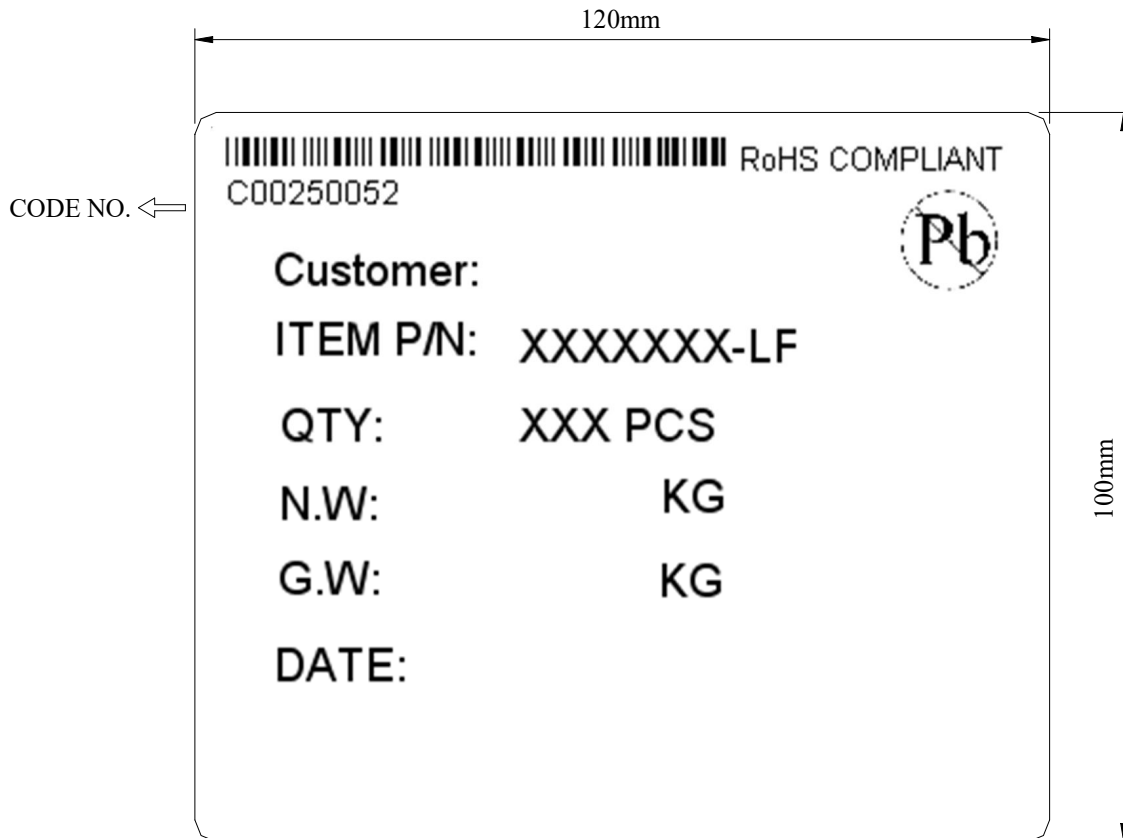 120mm
RoHS COMPLIANT
C00250052
CODE NO.
Pb
Customer:
ITEM P/N: XXXXXXX-LF
QTY: XXX PCS
N.W: KG
G.W: KG
DATE:
100mm